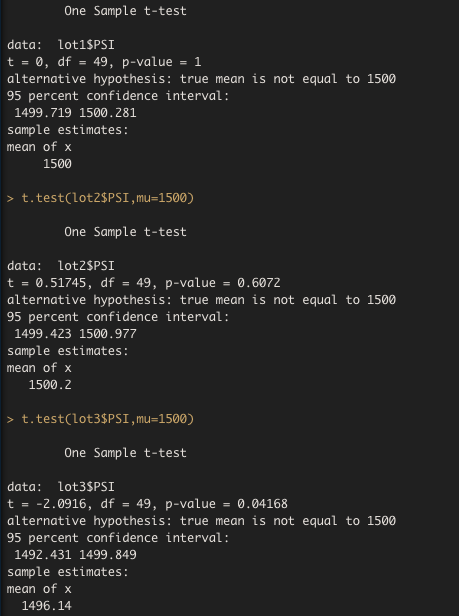 One Sample t-test
data:  lot1$PSI
t = 0, df = 49, p-value = 1
alternative hypothesis: true mean is not equal to 1500
95 percent confidence interval:
1499.719 1500.281
sample estimates:
mean of x
1500
> t.test(lot2$PSI,mu=1500)
One Sample t-test
data:  lot2$PSI
t = 0.51745, df = 49, p-value = 0.6072
alternative hypothesis: true mean is not equal to 1500
95 percent confidence interval:
1499.423 1500.977
sample estimates:
mean of x
1500.2
> t.test(lot3$PSI,mu=1500)
One Sample t-test
data:  lot3$PSI
t = -2.0916, df = 49, p-value = 0.04168
alternative hypothesis: true mean is not equal to 1500
95 percent confidence interval:
1492.431 1499.849
sample estimates:
mean of x
1496.14